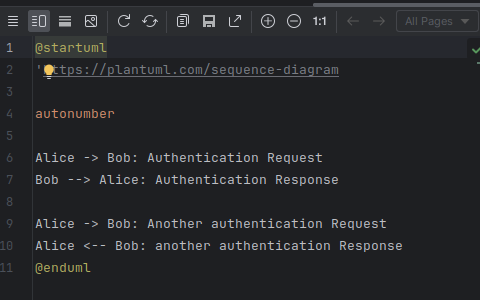 1:1
All Pages
1 @startuml
2 'https://plantuml.com/sequence-diagram
3
4 autonumber
5
6 Alice -> Bob: Authentication Request
7 Bob --> Alice: Authentication Response
8
9 Alice -> Bob: Another authentication Request
10 Alice <-- Bob: another authentication Response
11 @enduml